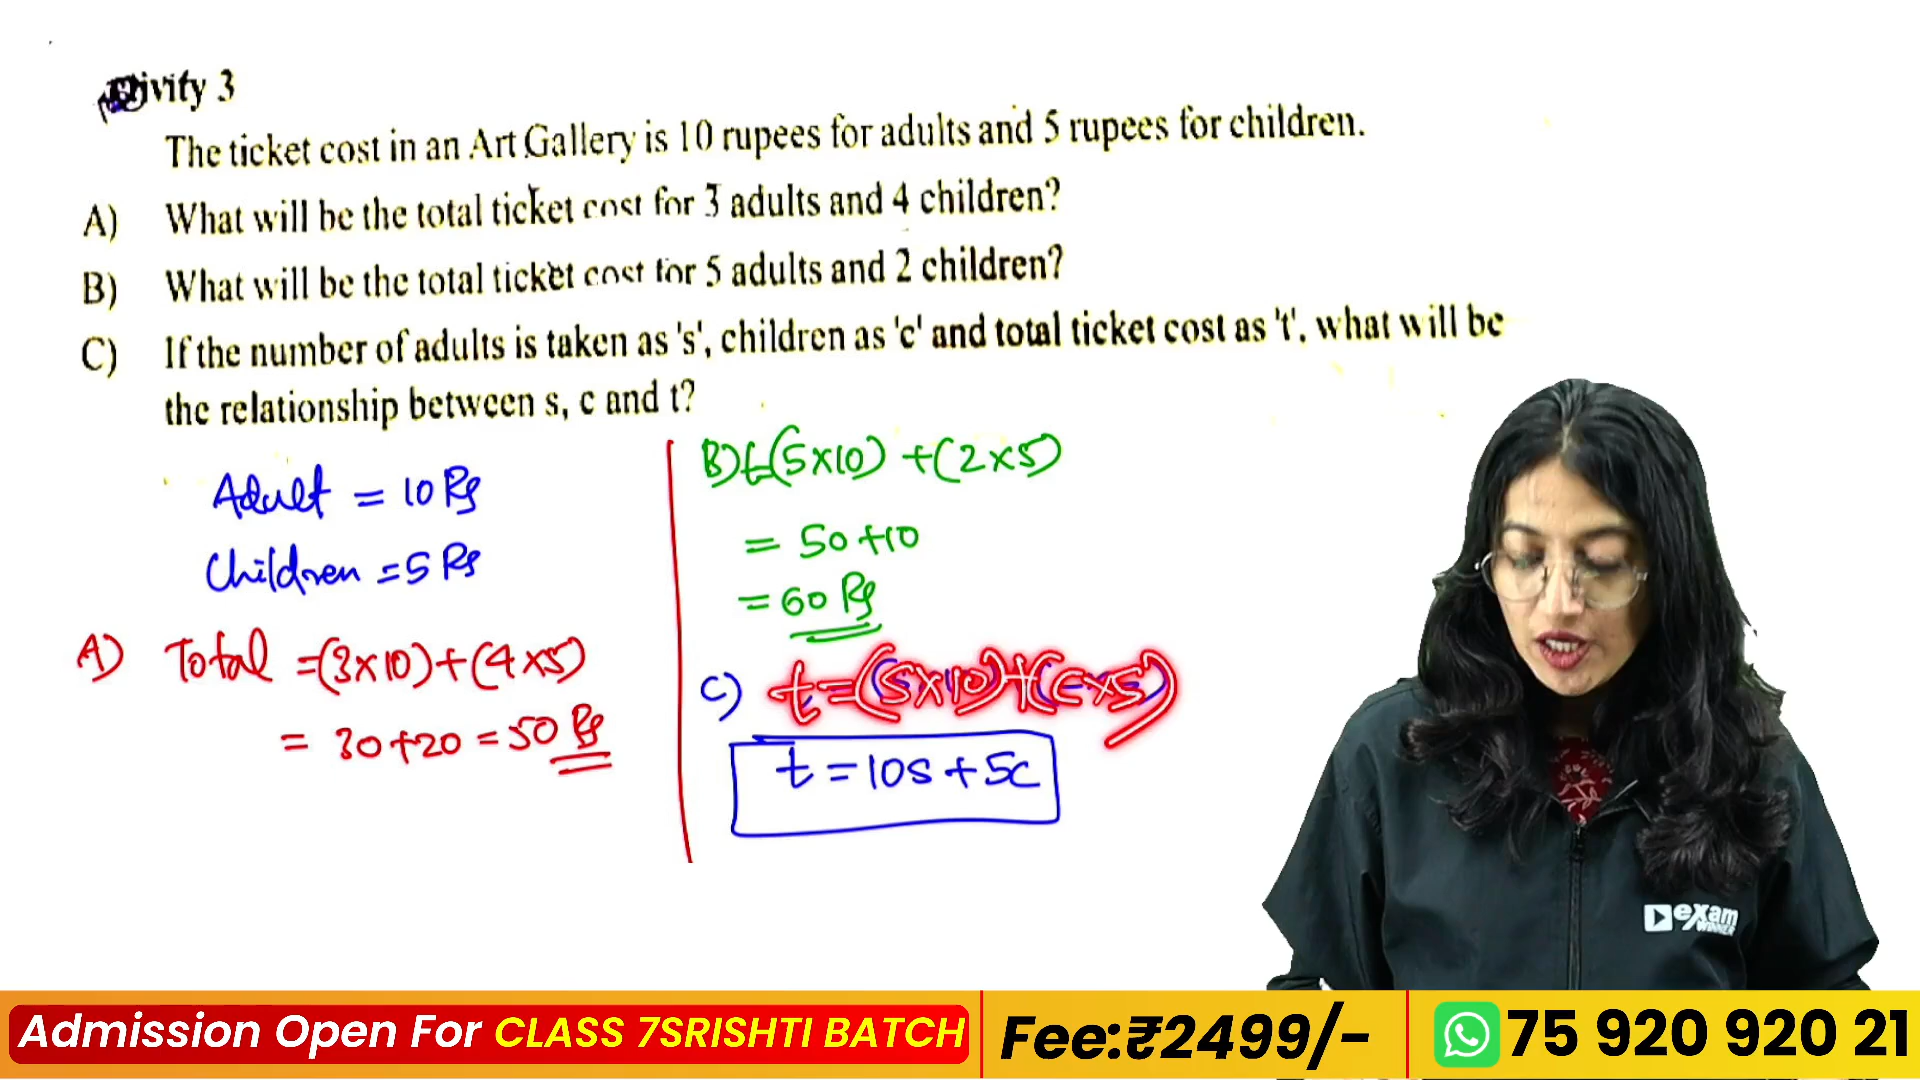 ivity 3
The ticket cost in an Art Gallery is 10 rupees for adults and 5 rupees for children.
A) What will be the total ticket cost for 3 adults and 4 children?
B) What will be the total ticket cost for 5 adults and 2 children?
C) If the number of adults is taken as 's', children as 'c' and total ticket cost as 't', what will be
the relationship between s, c and t?
Adult = 10 Rs
Children = 5 Rs
A) Total = (3×10)+(4×5)
= 30+20 = 50 Rs
B) t=(5×10) +(2×5)
= 50+10
= 60 Rs
C) t=(s×10)+(c×5)
t = 10s + 5c
exam
WINNER
Admission Open For CLASS 7SRISHTI BATCH
Fee:₹2499/-
75 920 920 21